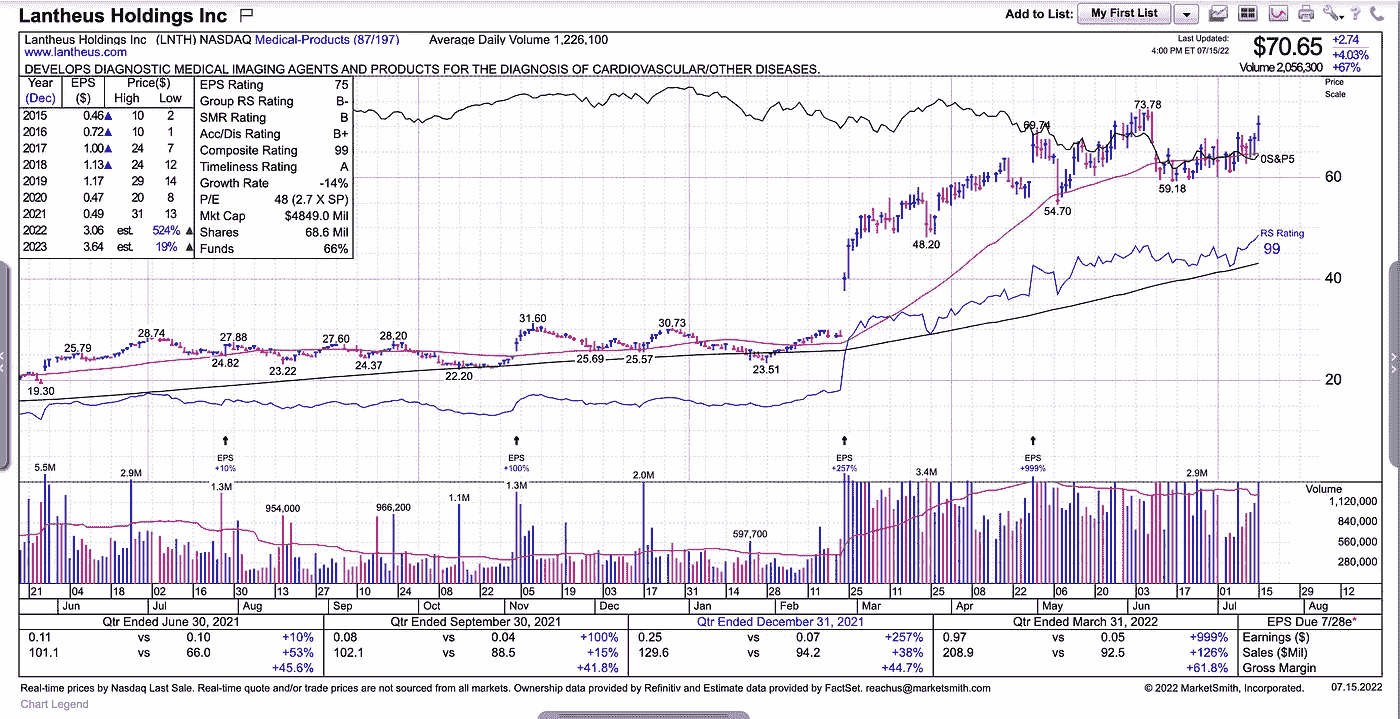 Lantheus Holdings Inc
Add to List: My First List
Lantheus Holdings Inc (LNTH) NASDAQ Medical-Products (87/197) Average Daily Volume 1,226,100
www.lantheus.com
DEVELOPS DIAGNOSTIC MEDICAL IMAGING AGENTS AND PRODUCTS FOR THE DIAGNOSIS OF CARDIOVASCULAR/OTHER DISEASES.
Last Updated:
4:00 PM ET 07/15/22
$70.65 +2.74
+4.03%
Volume 2,056,300 +67%
Year EPS Price($)
(Dec) ($) High Low
2015 0.46 10 2
2016 0.72 10 1
2017 1.00 24 7
2018 1.13 24 12
2019 1.17 29 14
2020 0.47 20 8
2021 0.49 31 13
2022 3.06 est. 524%
2023 3.64 est. 19%
EPS Rating 75
Group RS Rating B-
SMR Rating B
Acc/Dis Rating B+
Composite Rating 99
Timeliness Rating A
Growth Rate -14%
P/E 48 (2.7 X SP)
Mkt Cap $4849.0 Mil
Shares 68.6 Mil
Funds 66%
Price
Scale
73.78
69.74
0S&P5
60
59.18
54.70
RS Rating
99
48.20
40
31.60
30.73
28.74
27.88
27.60
28.20
25.79
24.82
23.22
24.37
25.69
25.57
23.51
22.20
19.30
20
EPS
+10%
EPS
+100%
EPS
+257%
EPS
+999%
5.5M
2.9M
1.3M
954,000
966,200
1.1M
1.3M
2.0M
597,700
3.4M
2.9M
Volume
1,120,000
840,000
560,000
280,000
21 04 18 02 16 30 13 27 10 24 08 22 05 19 03 17 31 14 28 11 25 11 25 08 22 06 20 03 17 01 15 29 12
Jun Jul Aug Sep Oct Nov Dec Jan Feb Mar Apr May Jun Jul Aug
Qtr Ended June 30, 2021 Qtr Ended September 30, 2021 Qtr Ended December 31, 2021 Qtr Ended March 31, 2022 EPS Due 7/28e*
0.11 vs 0.10 +10% 0.08 vs 0.04 +100% 0.25 vs 0.07 +257% 0.97 vs 0.05 +999% Earnings ($)
101.1 vs 66.0 +53% 102.1 vs 88.5 +15% 129.6 vs 94.2 +38% 208.9 vs 92.5 +126% Sales ($Mil)
+45.6% +41.8% +44.7% +61.8% Gross Margin
Real-time prices by Nasdaq Last Sale. Real-time quote and/or trade prices are not sourced from all markets. Ownership data provided by Refinitiv and Estimate data provided by FactSet. reachus@marketsmith.com © 2022 MarketSmith, Incorporated. 07.15.2022
Chart Legend